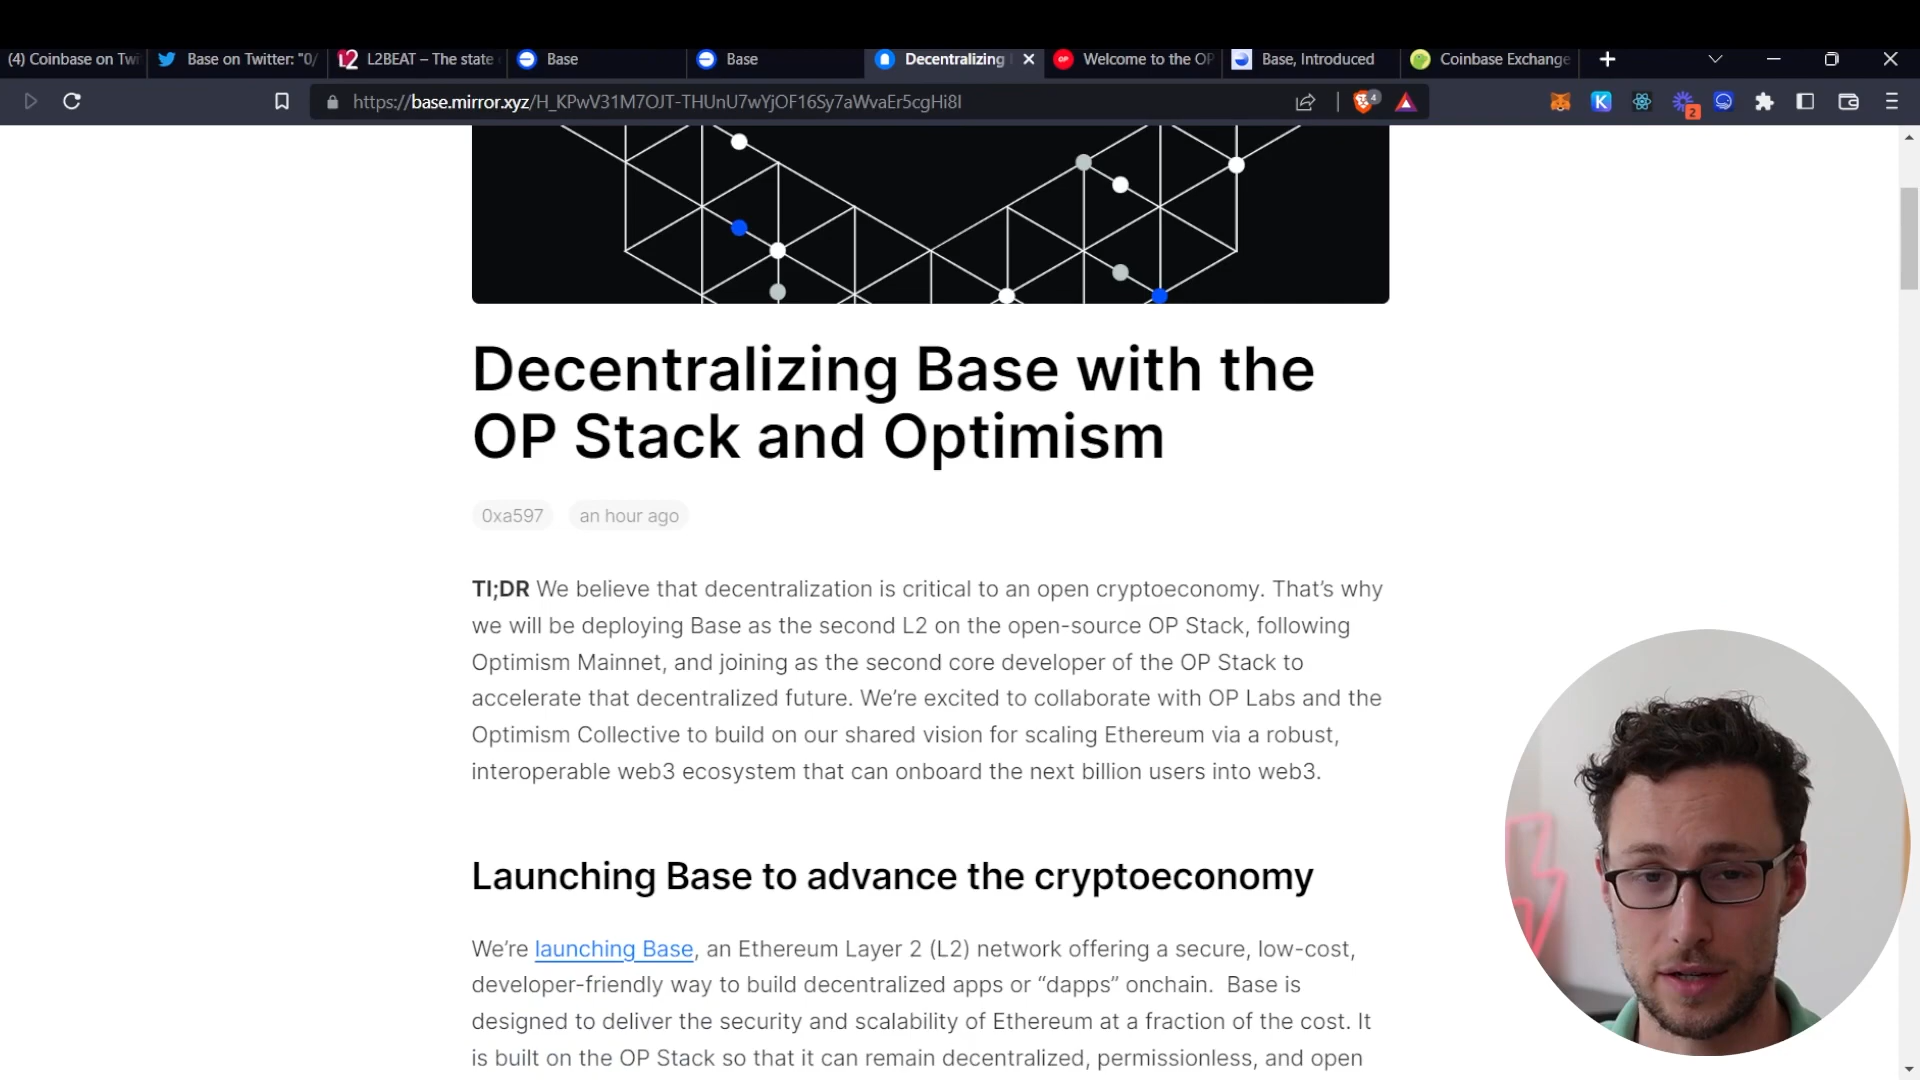 (4) Coinbase on Twi
Base on Twitter: "0/
L2 L2BEAT – The state
Base
Base
Decentralizing
OP Welcome to the OP
Base, Introduced
Coinbase Exchange
https://base.mirror.xyz/H_KPwV31M7OJT-THUnU7wYjOF16Sy7aWvaEr5cgHi8I
4
K
2
Decentralizing Base with the
OP Stack and Optimism
0xa597
an hour ago
Tl;DR We believe that decentralization is critical to an open cryptoeconomy. That’s why
we will be deploying Base as the second L2 on the open-source OP Stack, following
Optimism Mainnet, and joining as the second core developer of the OP Stack to
accelerate that decentralized future. We’re excited to collaborate with OP Labs and the
Optimism Collective to build on our shared vision for scaling Ethereum via a robust,
interoperable web3 ecosystem that can onboard the next billion users into web3.
Launching Base to advance the cryptoeconomy
We’re launching Base, an Ethereum Layer 2 (L2) network offering a secure, low-cost,
developer-friendly way to build decentralized apps or “dapps” onchain. Base is
designed to deliver the security and scalability of Ethereum at a fraction of the cost. It
is built on the OP Stack so that it can remain decentralized, permissionless, and open